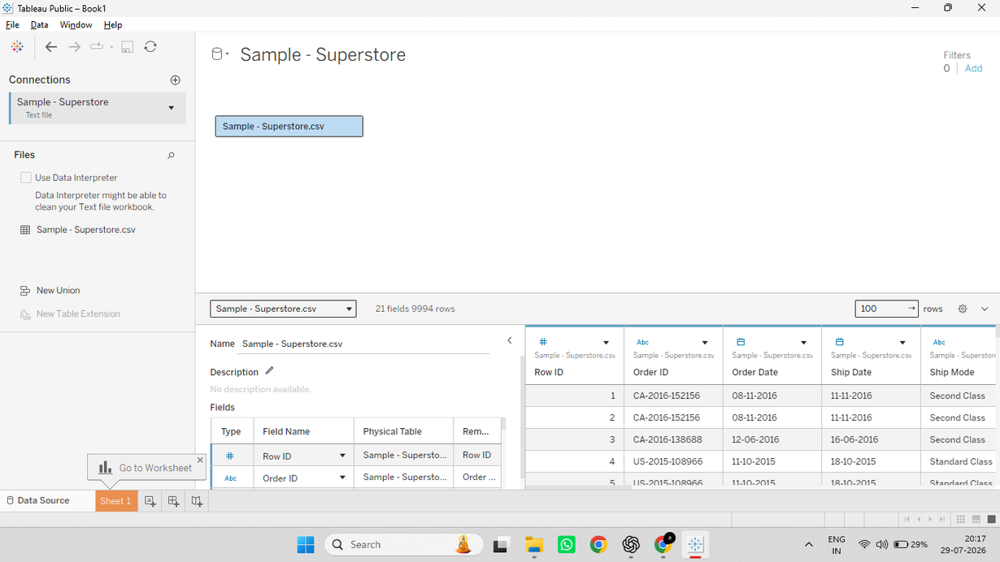 Tableau Public – Book1
File Data Window Help
Connections
Sample - Superstore
Text file
Files
Use Data Interpreter
Data Interpreter might be able to
clean your Text file workbook.
Sample - Superstore.csv
New Union
New Table Extension
Sample - Superstore
Filters
0 Add
Sample - Superstore.csv
Sample - Superstore.csv 21 fields 9994 rows 100 → rows
Name Sample - Superstore.csv
Description
No description available.
Fields
Type Field Name Physical Table Rem...
# Row ID Sample - Supersto... Row ID
Abc Order ID Sample - Supersto... Order ...
# Abc Abc
Sample - Superstore.csv Sample - Superstore.csv Sample - Superstore.csv Sample - Superstore.csv Sample - Superstore
Row ID Order ID Order Date Ship Date Ship Mode
1 CA-2016-152156 08-11-2016 11-11-2016 Second Class
2 CA-2016-152156 08-11-2016 11-11-2016 Second Class
3 CA-2016-138688 12-06-2016 16-06-2016 Second Class
4 US-2015-108966 11-10-2015 18-10-2015 Standard Class
5 US-2015-108966 11-10-2015 18-10-2015 Standard Class
Go to Worksheet
Data Source Sheet 1
Search
ENG
IN
29%
20:17
29-07-2026